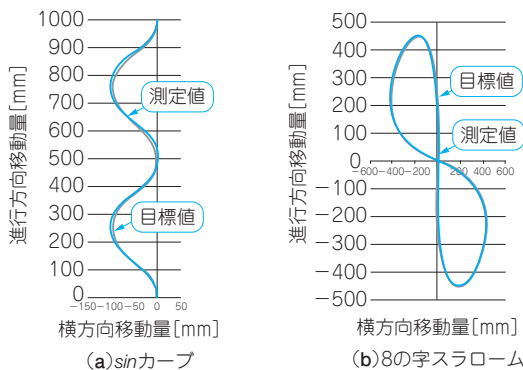 進行方向移動量[mm]
1000
900
800
700
600
500
400
300
200
100
0
−150 −100 −50 0 50
測定値
目標値
横方向移動量[mm]
(a)sinカーブ
進行方向移動量[mm]
500
400
300
200
100
0
−100
−200
−300
−400
−500
−600 −400 −200 200 400 600
目標値
測定値
横方向移動量[mm]
(b)8の字スラローム